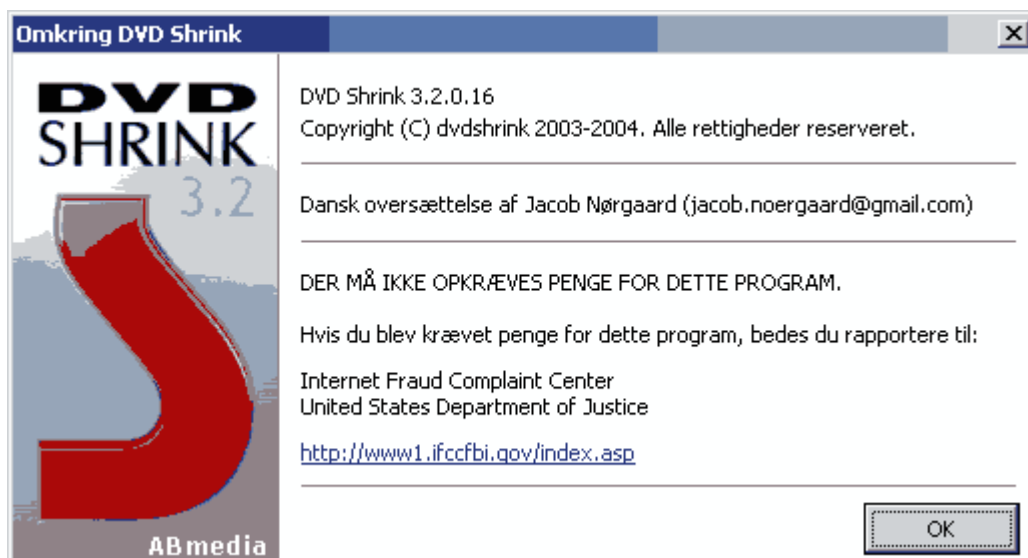 Omkring DVD Shrink
DVD
SHRINK
3.2
ABmedia
DVD Shrink 3.2.0.16
Copyright (C) dvdshrink 2003-2004. Alle rettigheder reserveret.
Dansk oversættelse af Jacob Nørgaard (jacob.noergaard@gmail.com)
DER MÅ IKKE OPKRÆVES PENGE FOR DETTE PROGRAM.
Hvis du blev krævet penge for dette program, bedes du rapportere til:
Internet Fraud Complaint Center
United States Department of Justice
http://www1.ifccfbi.gov/index.asp
OK